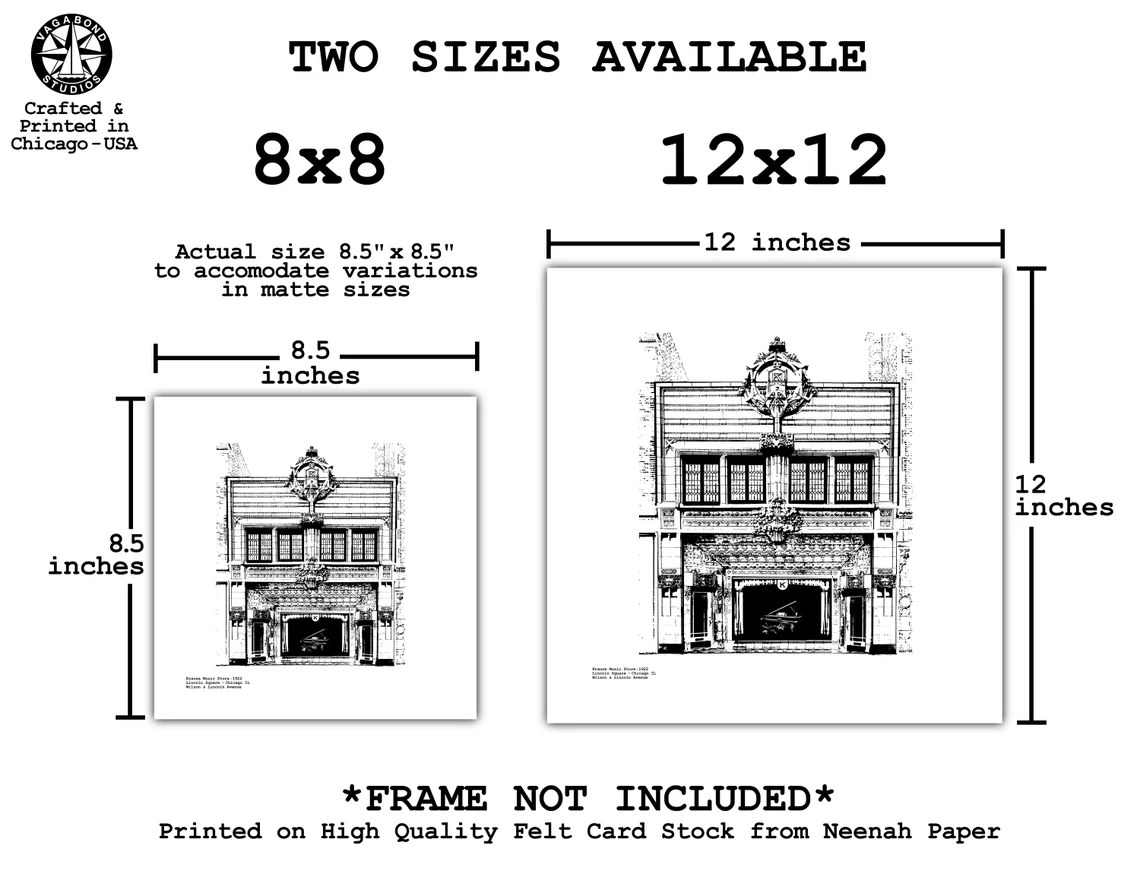 VAGABOND
STUDIOS
Crafted &
Printed in
Chicago-USA
TWO SIZES AVAILABLE
8x8
12x12
Actual size 8.5" x 8.5"
to accomodate variations
in matte sizes
8.5
inches
12 inches
8.5
inches
12
inches
K
K
Krause Music Store:1922
Lincoln Square - Chicago IL
Wilson & Lincoln Avenue
Krause Music Store:1922
Lincoln Square - Chicago IL
Wilson & Lincoln Avenue
*FRAME NOT INCLUDED*
Printed on High Quality Felt Card Stock from Neenah Paper